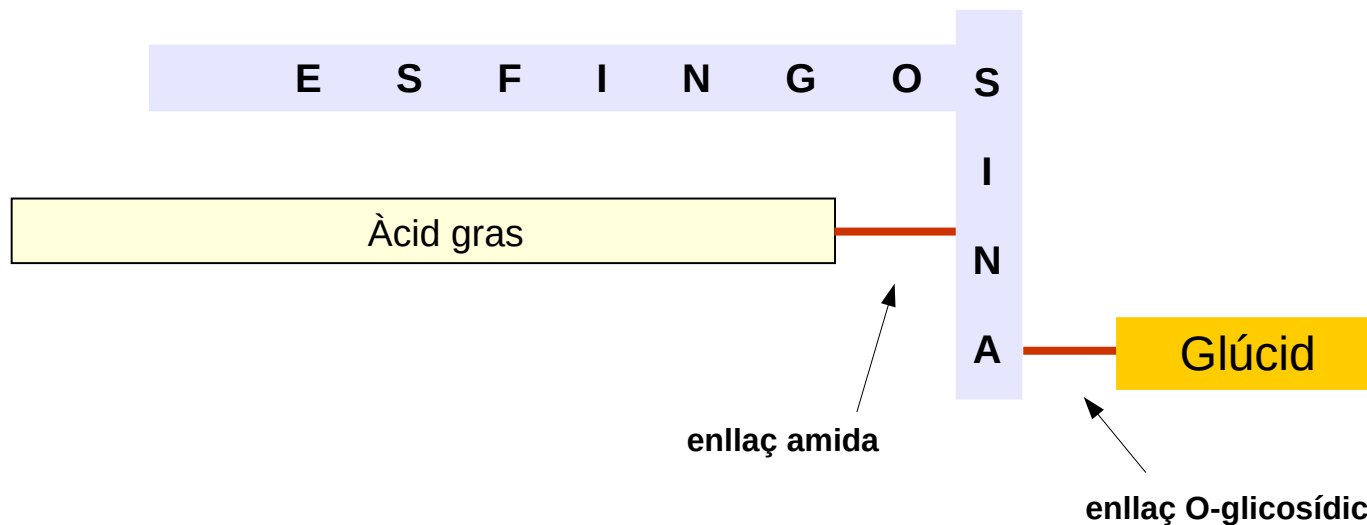 E S F I N G O S I N A
Àcid gras
Glúcid
enllaç amida
enllaç O-glicosídic